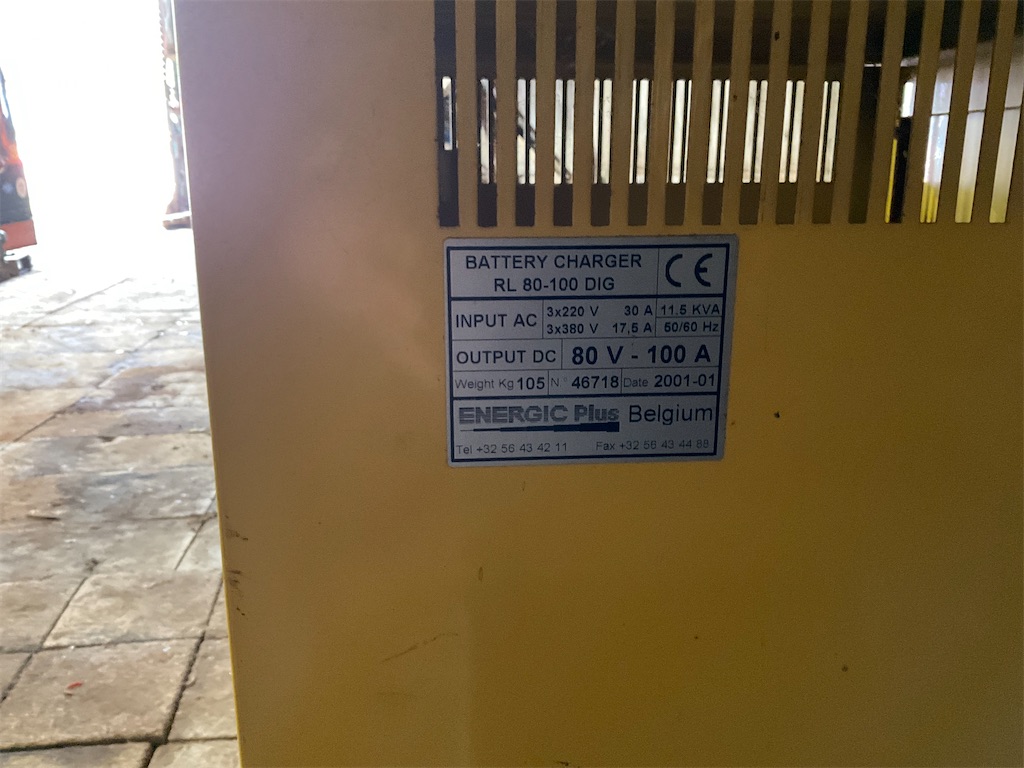 BATTERY CHARGER
RL 80-100 DIG
CE
INPUT AC
3x220 V 30 A 11.5 KVA
3x380 V 17,5 A 50/60 Hz
OUTPUT DC 80 V - 100 A
Weight Kg 105 N° 46718 Date 2001-01
ENERGIC Plus Belgium
Tel +32 56 43 42 11 Fax +32 56 43 44 88